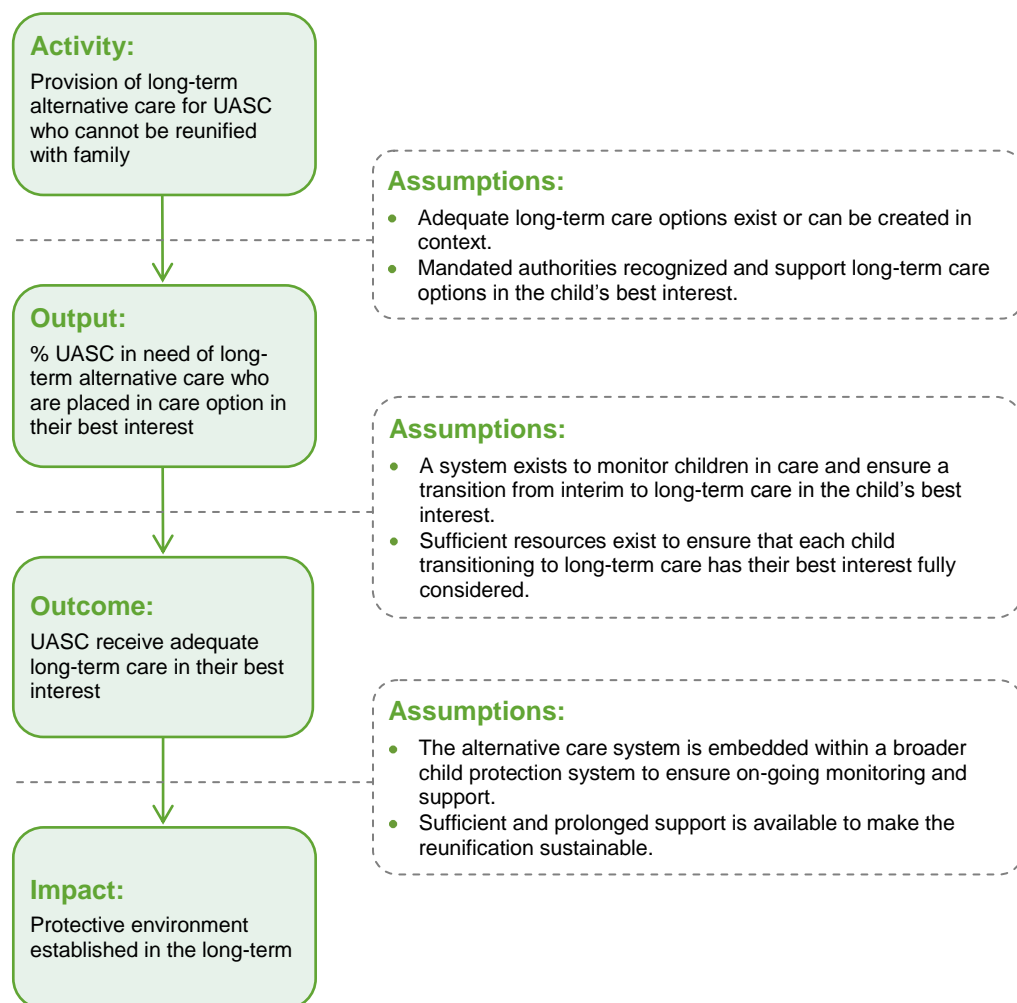 Activity:
Provision of long-term
alternative care for UASC
who cannot be reunified
with family
Assumptions:
• Adequate long-term care options exist or can be created in
context.
• Mandated authorities recognized and support long-term care
options in the child’s best interest.
Output:
% UASC in need of long-
term alternative care who
are placed in care option in
their best interest
Assumptions:
• A system exists to monitor children in care and ensure a
transition from interim to long-term care in the child’s best
interest.
• Sufficient resources exist to ensure that each child
transitioning to long-term care has their best interest fully
considered.
Outcome:
UASC receive adequate
long-term care in their best
interest
Assumptions:
• The alternative care system is embedded within a broader
child protection system to ensure on-going monitoring and
support.
• Sufficient and prolonged support is available to make the
reunification sustainable.
Impact:
Protective environment
established in the long-term